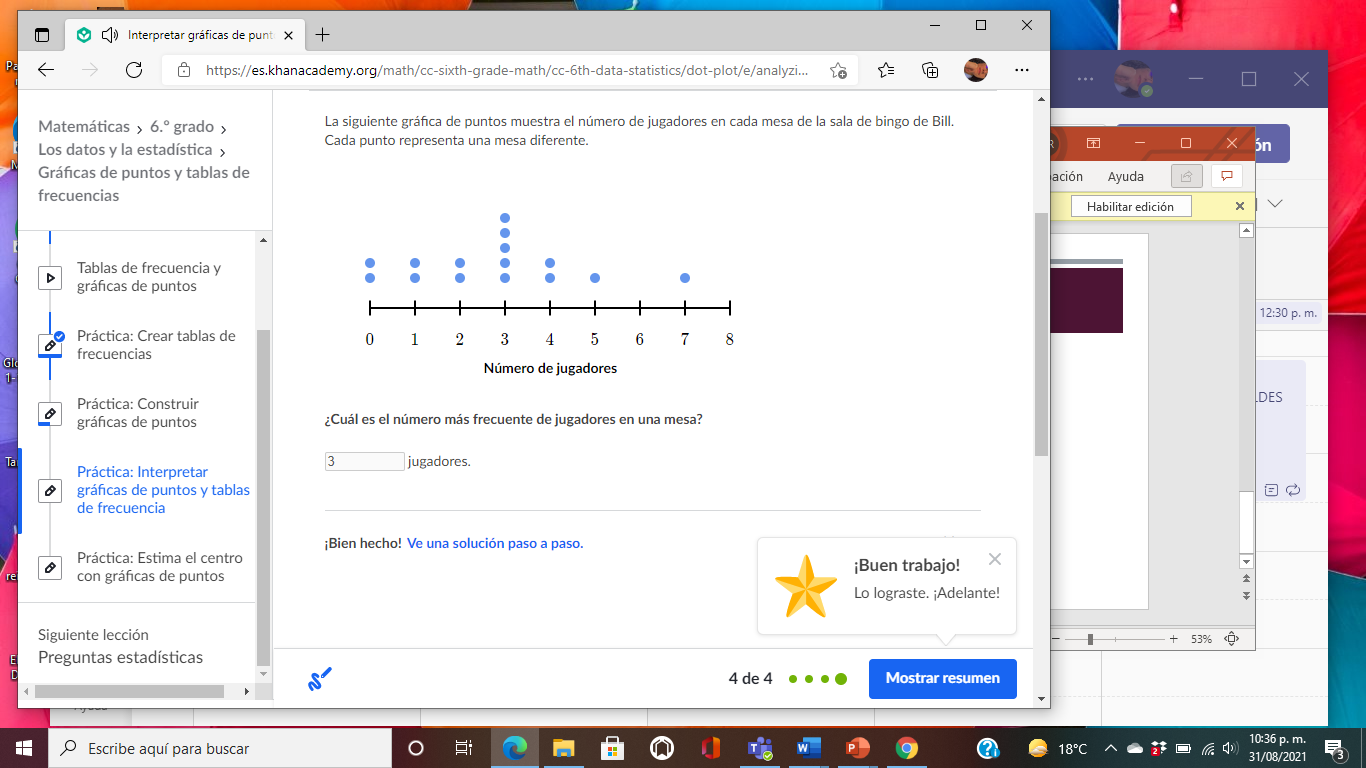 Interpretar gráficas de punt
https://es.khanacademy.org/math/cc-sixth-grade-math/cc-6th-data-statistics/dot-plot/e/analyzi...
Matemáticas > 6.º grado >
Los datos y la estadística >
Gráficas de puntos y tablas de
frecuencias
Tablas de frecuencia y
gráficas de puntos
Práctica: Crear tablas de
frecuencias
Práctica: Construir
gráficas de puntos
Práctica: Interpretar
gráficas de puntos y tablas
de frecuencia
Práctica: Estima el centro
con gráficas de puntos
Siguiente lección
Preguntas estadísticas
La siguiente gráfica de puntos muestra el número de jugadores en cada mesa de la sala de bingo de Bill.
Cada punto representa una mesa diferente.
0 1 2 3 4 5 6 7 8
Número de jugadores
¿Cuál es el número más frecuente de jugadores en una mesa?
3 jugadores.
¡Bien hecho! Ve una solución paso a paso.
¡Buen trabajo!
Lo lograste. ¡Adelante!
4 de 4
Mostrar resumen
ón
ación Ayuda
Habilitar edición
12:30 p. m.
LDES
53%
Escribe aquí para buscar
18°C
10:36 p. m.
31/08/2021
3